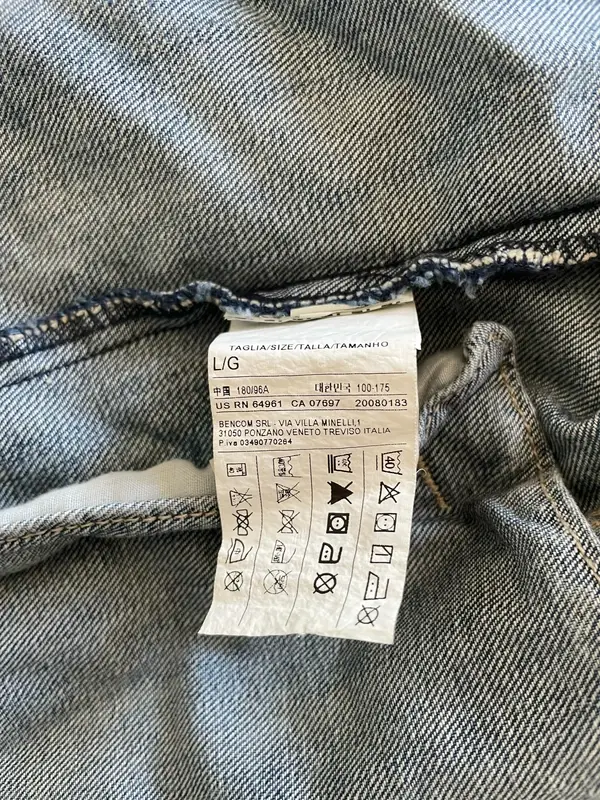 TAGLIA/SIZE/TALLA/TAMANHO
L/G
中国 180/96A 대한민국 100-175
US RN 64961 CA 07697 20080183
BENCOM SRL - VIA VILLA MINELLI,1
31050 PONZANO VENETO TREVISO ITALIA
P.iva 03490770264
40